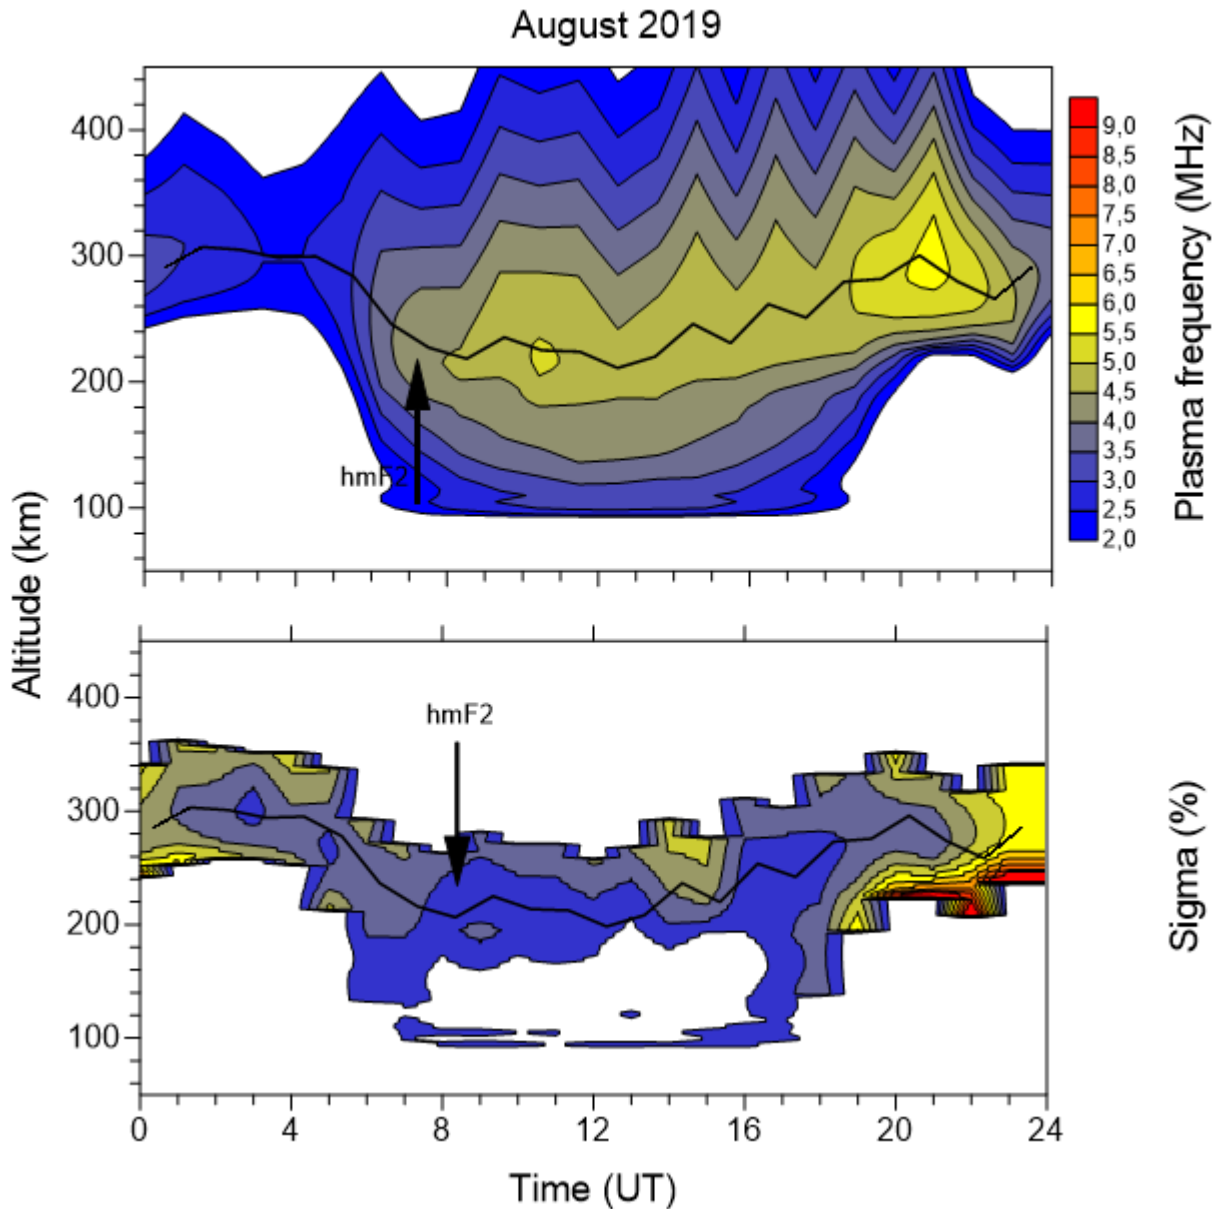 August 2019
400
300
200
100
hmF2
9,0
8,5
8,0
7,5
7,0
6,5
6,0
5,5
5,0
4,5
4,0
3,5
3,0
2,5
2,0
Plasma frequency (MHz)
Altitude (km)
400
300
200
100
hmF2
Sigma (%)
0 4 8 12 16 20 24
Time (UT)